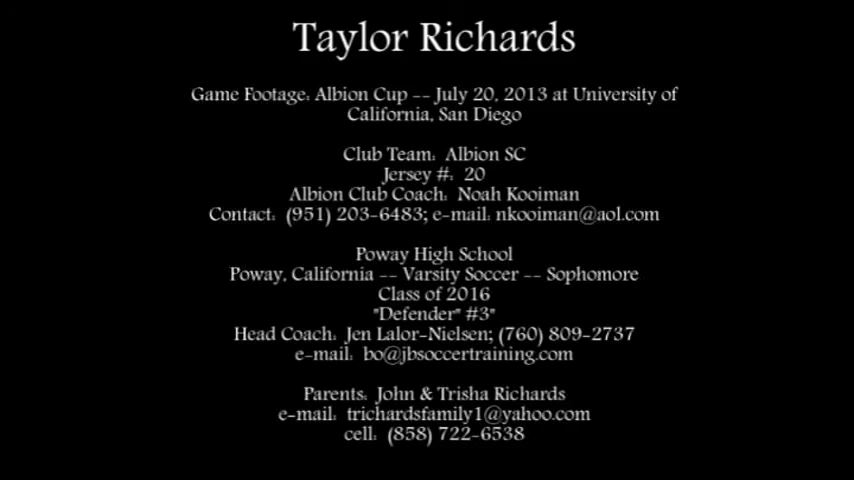 Taylor Richards
Game Footage: Albion Cup -- July 20, 2013 at University of
California, San Diego
Club Team: Albion SC
Jersey #: 20
Albion Club Coach: Noah Kooiman
Contact: (951) 203-6483; e-mail: nkooiman@aol.com
Poway High School
Poway, California -- Varsity Soccer -- Sophomore
Class of 2016
"Defender" #3"
Head Coach: Jen Lalor-Nielsen; (760) 809-2737
e-mail: bo@jbsoccertraining.com
Parents: John & Trisha Richards
e-mail: trichardsfamily1@yahoo.com
cell: (858) 722-6538